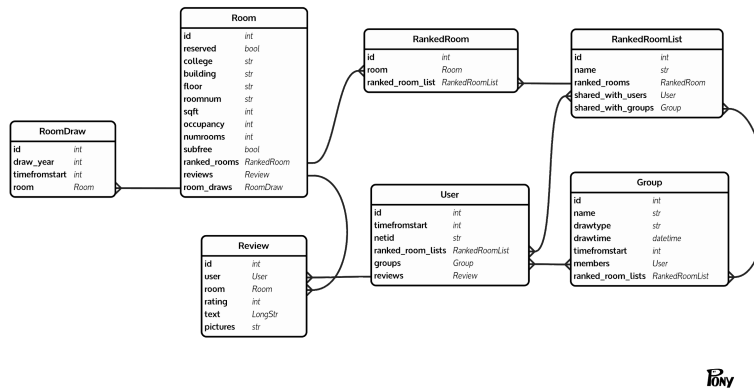 Room
id int
reserved bool
college str
building str
floor str
roomnum str
sqft int
occupancy int
numrooms int
subfree bool
ranked_rooms RankedRoom
reviews Review
room_draws RoomDraw
RankedRoom
id int
room Room
ranked_room_list RankedRoomList
RankedRoomList
id int
name str
ranked_rooms RankedRoom
shared_with_users User
shared_with_groups Group
RoomDraw
id int
draw_year int
timefromstart int
room Room
User
id int
timefromstart int
netid str
ranked_room_lists RankedRoomList
groups Group
reviews Review
Group
id int
name str
drawtype str
drawtime datetime
timefromstart int
members User
ranked_room_lists RankedRoomList
Review
id int
user User
room Room
rating int
text LongStr
pictures str
PONY